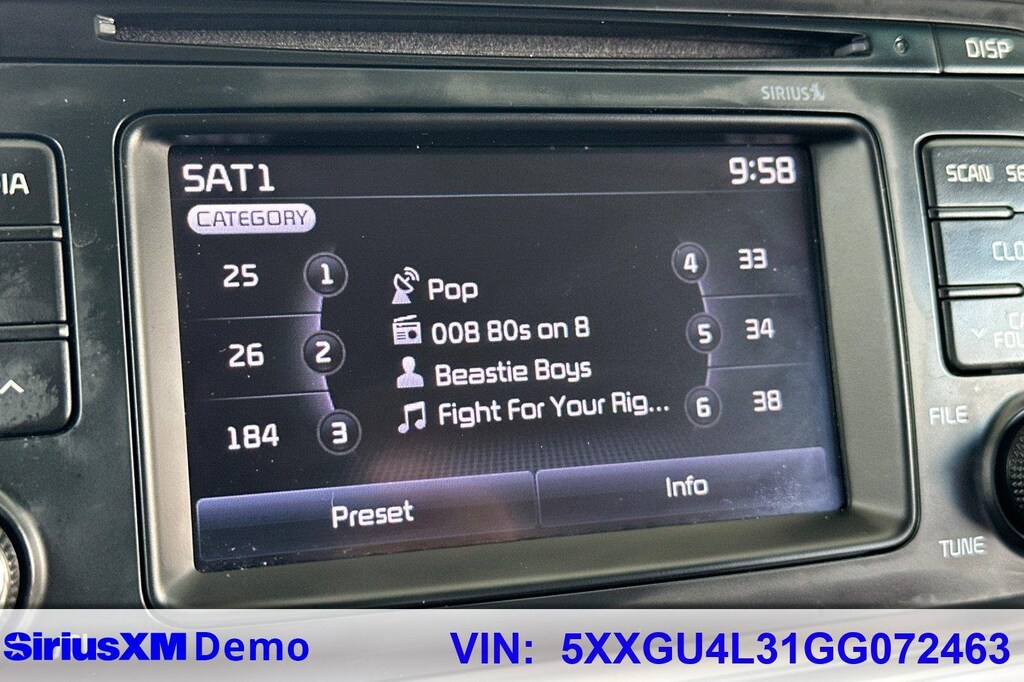 DISP
SIRIUS
SAT1 9:58
CATEGORY
SCAN
25 1 4 33
Pop
008 80s on 8
26 2 5 34
Beastie Boys
Fight For Your Rig...
184 3 6 38
FILE
Preset Info
TUNE
SiriusXM Demo VIN: 5XXGU4L31GG072463